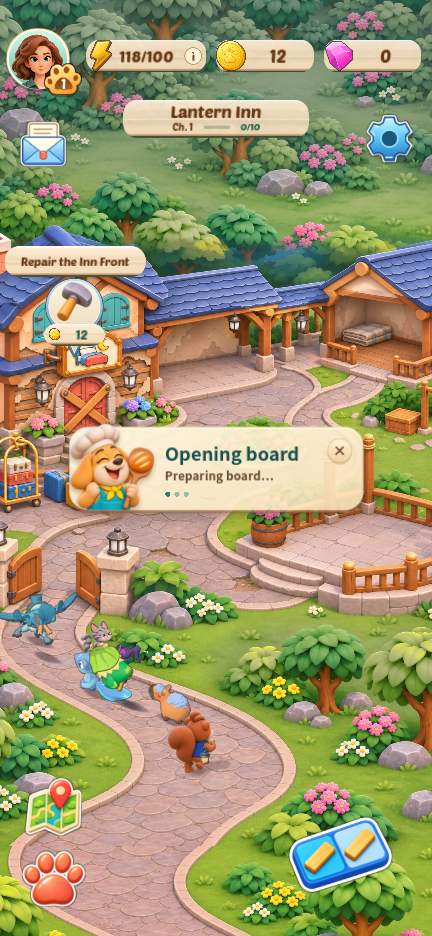 118/100
i
12
0
1
Lantern Inn
Ch. 1
0/10
Repair the Inn Front
12
Opening board
Preparing board...